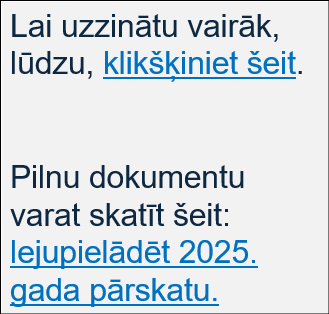 Lai uzzinātu vairāk,
lūdzu, klikšķiniet šeit.
Pilnu dokumentu
varat skatīt šeit:
lejupielādēt 2025.
gada pārskatu.